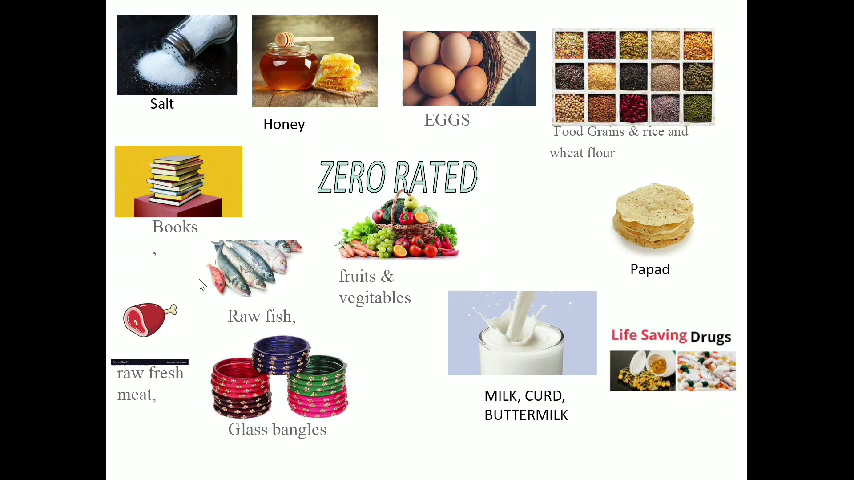 Salt
Honey
EGGS
Food Grains & rice and
wheat flour
ZERO RATED
Books
,
fruits &
vegitables
Papad
Raw fish,
raw fresh
meat,
Glass bangles
MILK, CURD,
BUTTERMILK
Life Saving Drugs